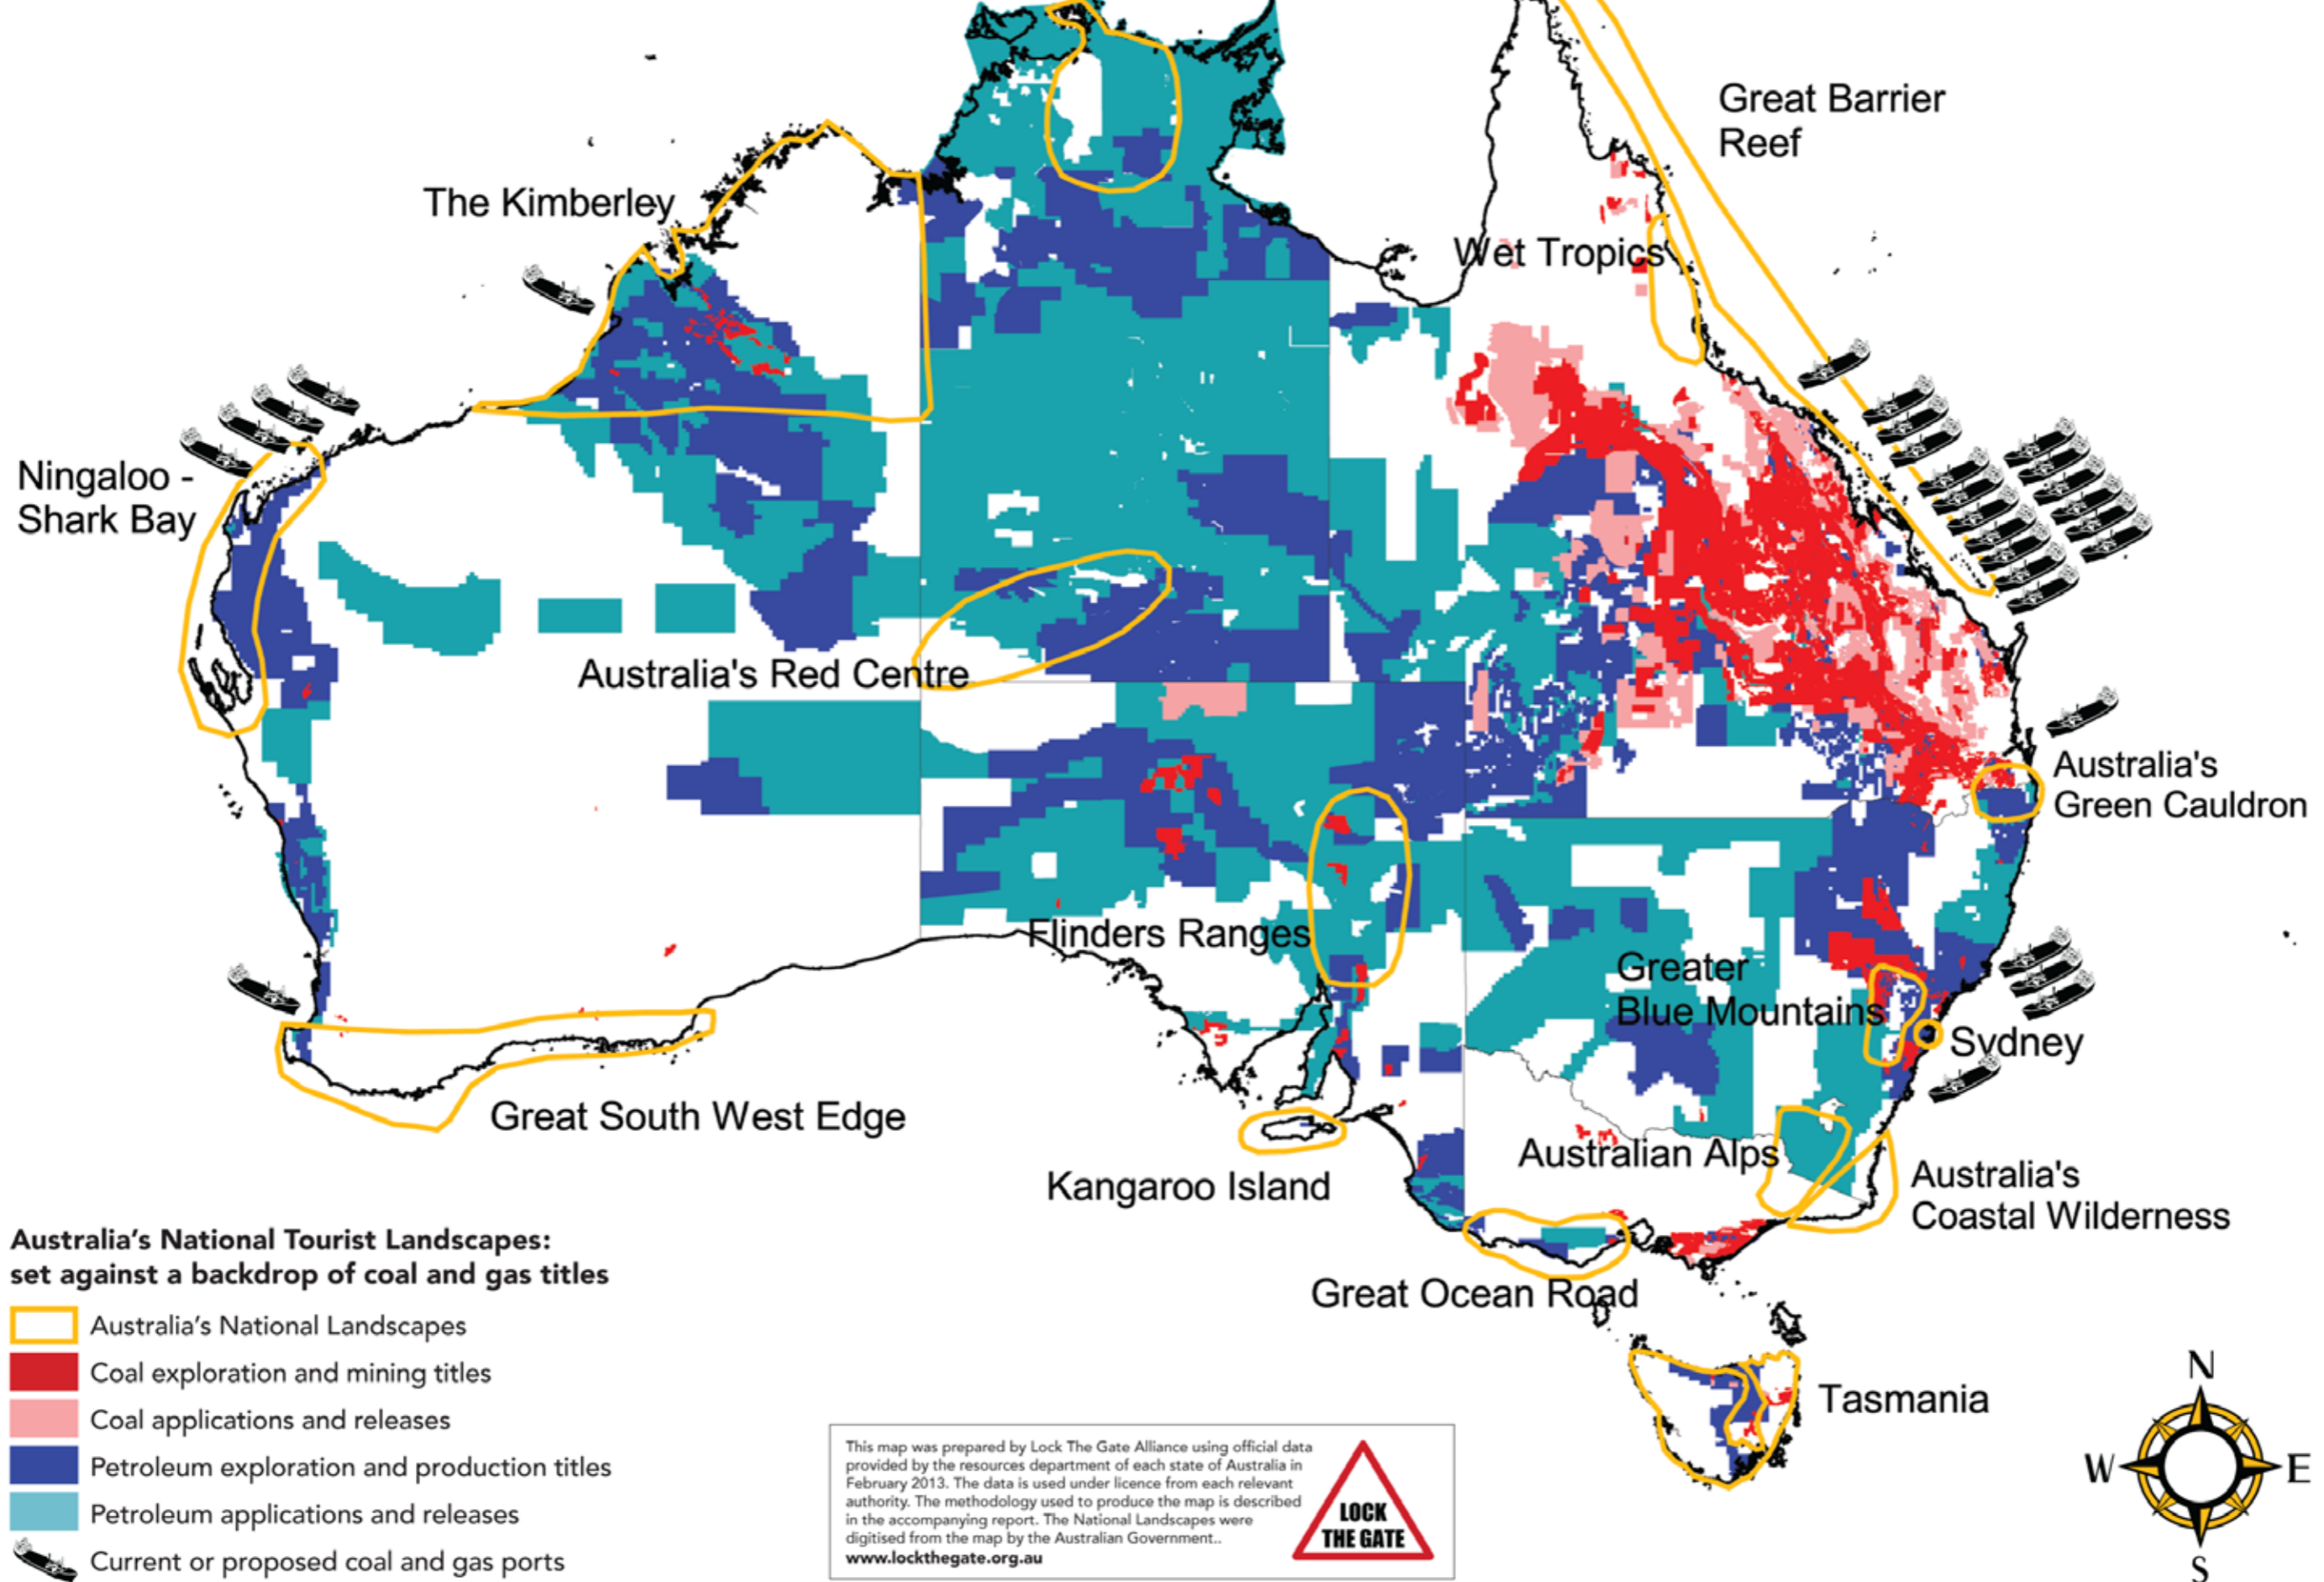 Great Barrier
Reef
The Kimberley
Wet Tropics
Ningaloo -
Shark Bay
Australia's Red Centre
Australia's
Green Cauldron
Flinders Ranges
Greater
Blue Mountains
Sydney
Great South West Edge
Kangaroo Island
Australian Alps
Australia's
Coastal Wilderness
Great Ocean Road
Tasmania
Australia's National Tourist Landscapes:
set against a backdrop of coal and gas titles
Australia's National Landscapes
Coal exploration and mining titles
Coal applications and releases
Petroleum exploration and production titles
Petroleum applications and releases
Current or proposed coal and gas ports
This map was prepared by Lock The Gate Alliance using official data
provided by the resources department of each state of Australia in
February 2013. The data is used under licence from each relevant
authority. The methodology used to produce the map is described
in the accompanying report. The National Landscapes were
digitised from the map by the Australian Government..
www.lockthegate.org.au
LOCK
THE GATE
N
W
E
S